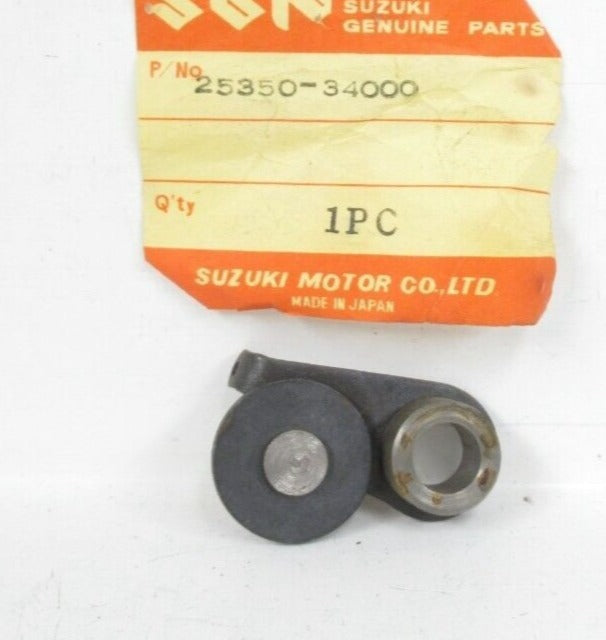 SUZUKI
GENUINE PARTS
P/No. 25350-34000
Q'ty 1PC
SUZUKI MOTOR CO.,LTD.
MADE IN JAPAN